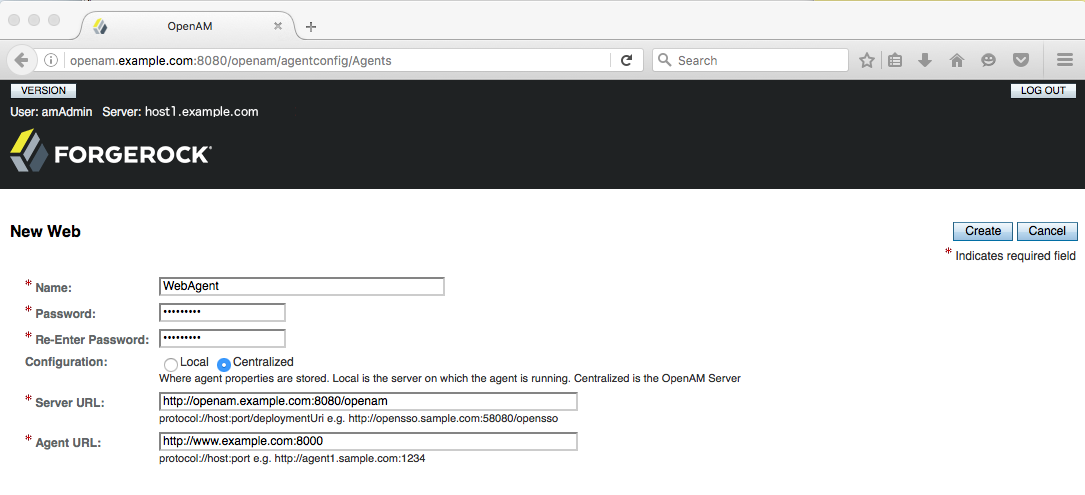 OpenAM
openam.example.com:8080/openam/agentconfig/Agents
Search
VERSION
LOG OUT
User: amAdmin Server: host1.example.com
FORGEROCK
New Web
Create Cancel
* Indicates required field
* Name: WebAgent
* Password: •••••••••
* Re-Enter Password: •••••••••
Configuration: Local Centralized
Where agent properties are stored. Local is the server on which the agent is running. Centralized is the OpenAM Server
* Server URL: http://openam.example.com:8080/openam
protocol://host:port/deploymentUri e.g. http://opensso.sample.com:58080/opensso
* Agent URL: http://www.example.com:8000
protocol://host:port e.g. http://agent1.sample.com:1234